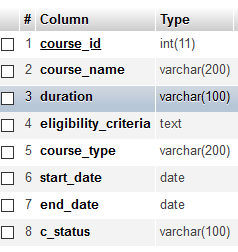 # Column Type
1 course_id int(11)
2 course_name varchar(200)
3 duration varchar(100)
4 eligibility_criteria text
5 course_type varchar(200)
6 start_date date
7 end_date date
8 c_status varchar(100)